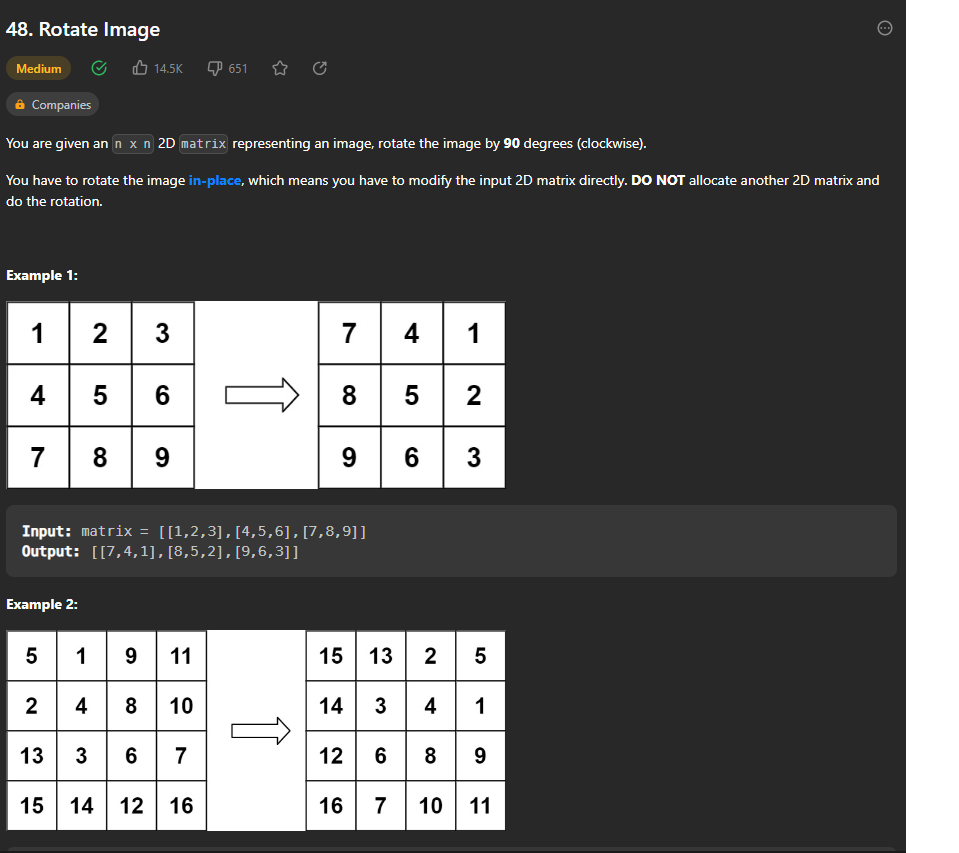 48. Rotate Image
Medium 14.5K 651
Companies
You are given an n x n 2D matrix representing an image, rotate the image by 90 degrees (clockwise).
You have to rotate the image in-place, which means you have to modify the input 2D matrix directly. DO NOT allocate another 2D matrix and
do the rotation.
Example 1:
1 2 3 7 4 1
4 5 6 8 5 2
7 8 9 9 6 3
Input: matrix = [[1,2,3],[4,5,6],[7,8,9]]
Output: [[7,4,1],[8,5,2],[9,6,3]]
Example 2:
5 1 9 11 15 13 2 5
2 4 8 10 14 3 4 1
13 3 6 7 12 6 8 9
15 14 12 16 16 7 10 11